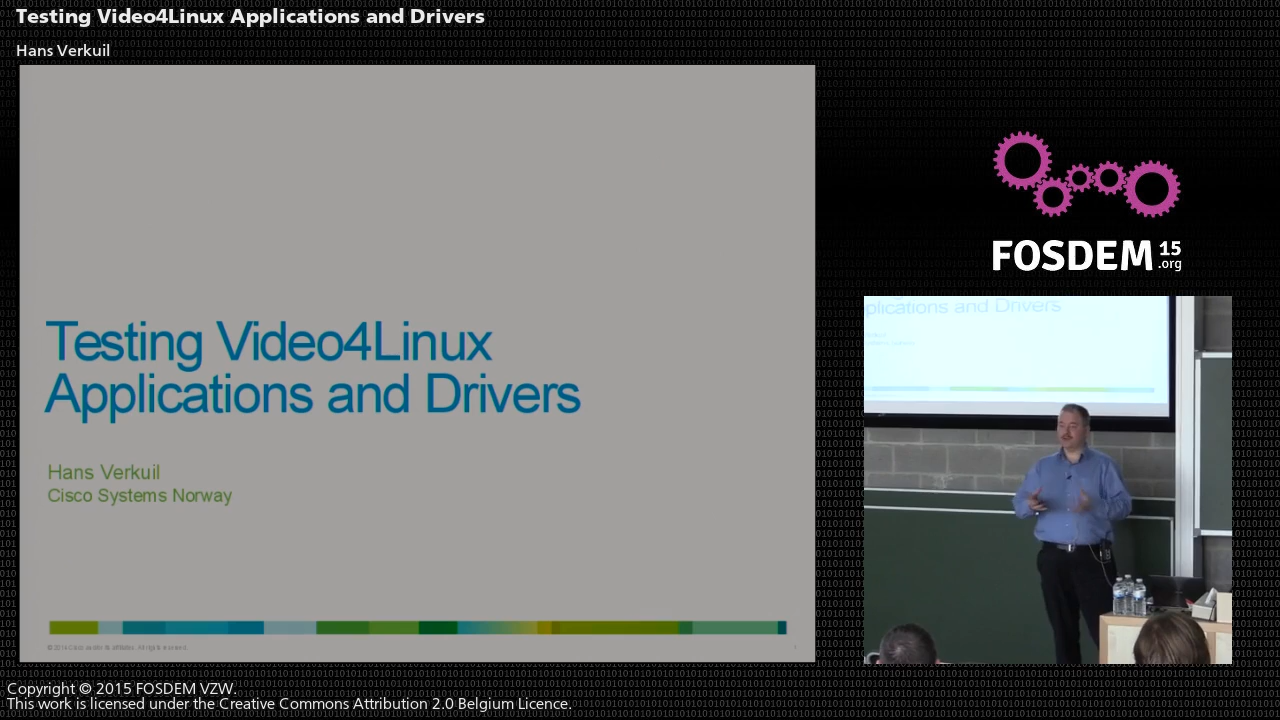 Testing Video4Linux Applications and Drivers
Hans Verkuil
Testing Video4Linux
Applications and Drivers
Hans Verkuil
Cisco Systems Norway
FOSDEM 15
.org
plications and Drivers
Copyright © 2015 FOSDEM VZW.
This work is licensed under the Creative Commons Attribution 2.0 Belgium Licence.